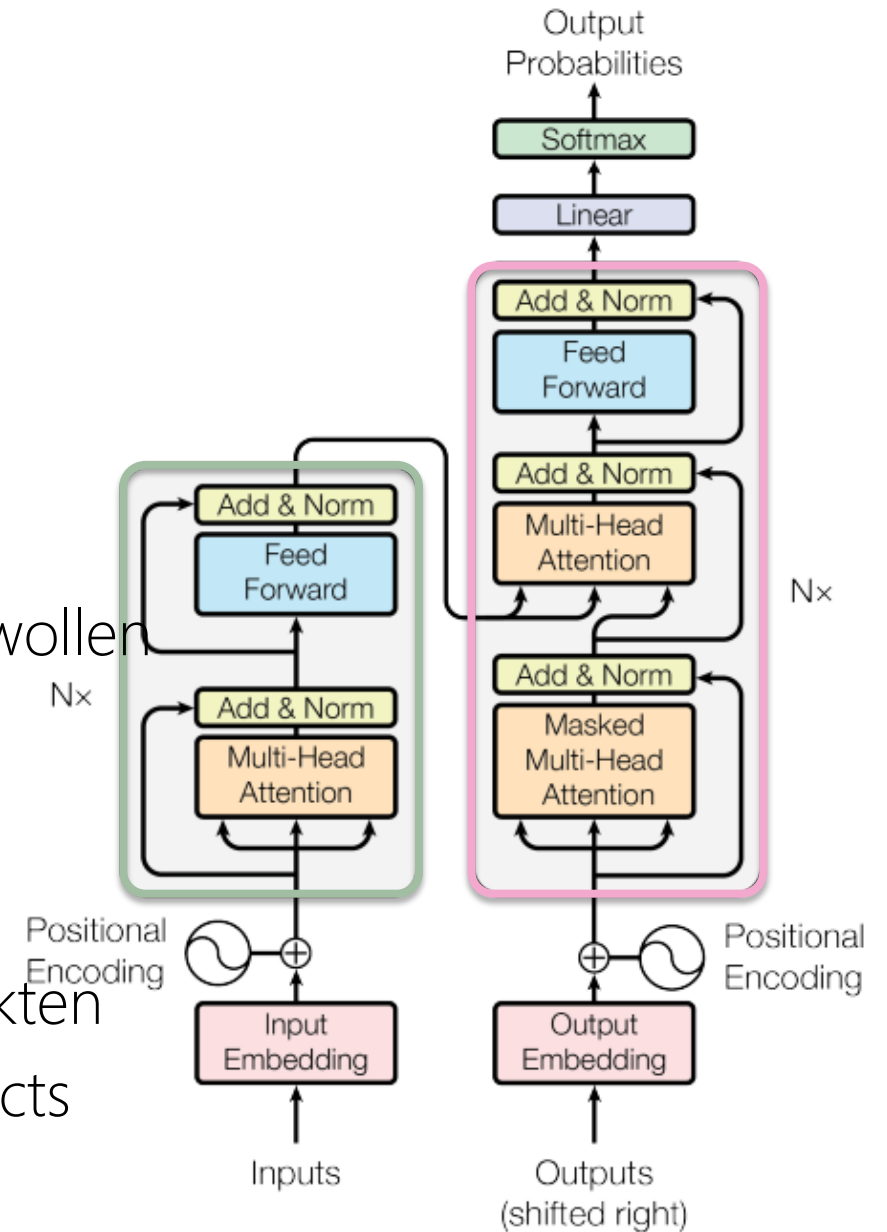 Output
Probabilities
Softmax
Linear
Add & Norm
Feed
Forward
Add & Norm
Multi-Head
Attention
Nx
Add & Norm
Masked
Multi-Head
Attention
Add & Norm
Feed
Forward
wollen
Nx
Add & Norm
Multi-Head
Attention
Positional
Encoding
Positional
Encoding
kten
Input
Embedding
Output
Embedding
cts
Inputs
Outputs
(shifted right)